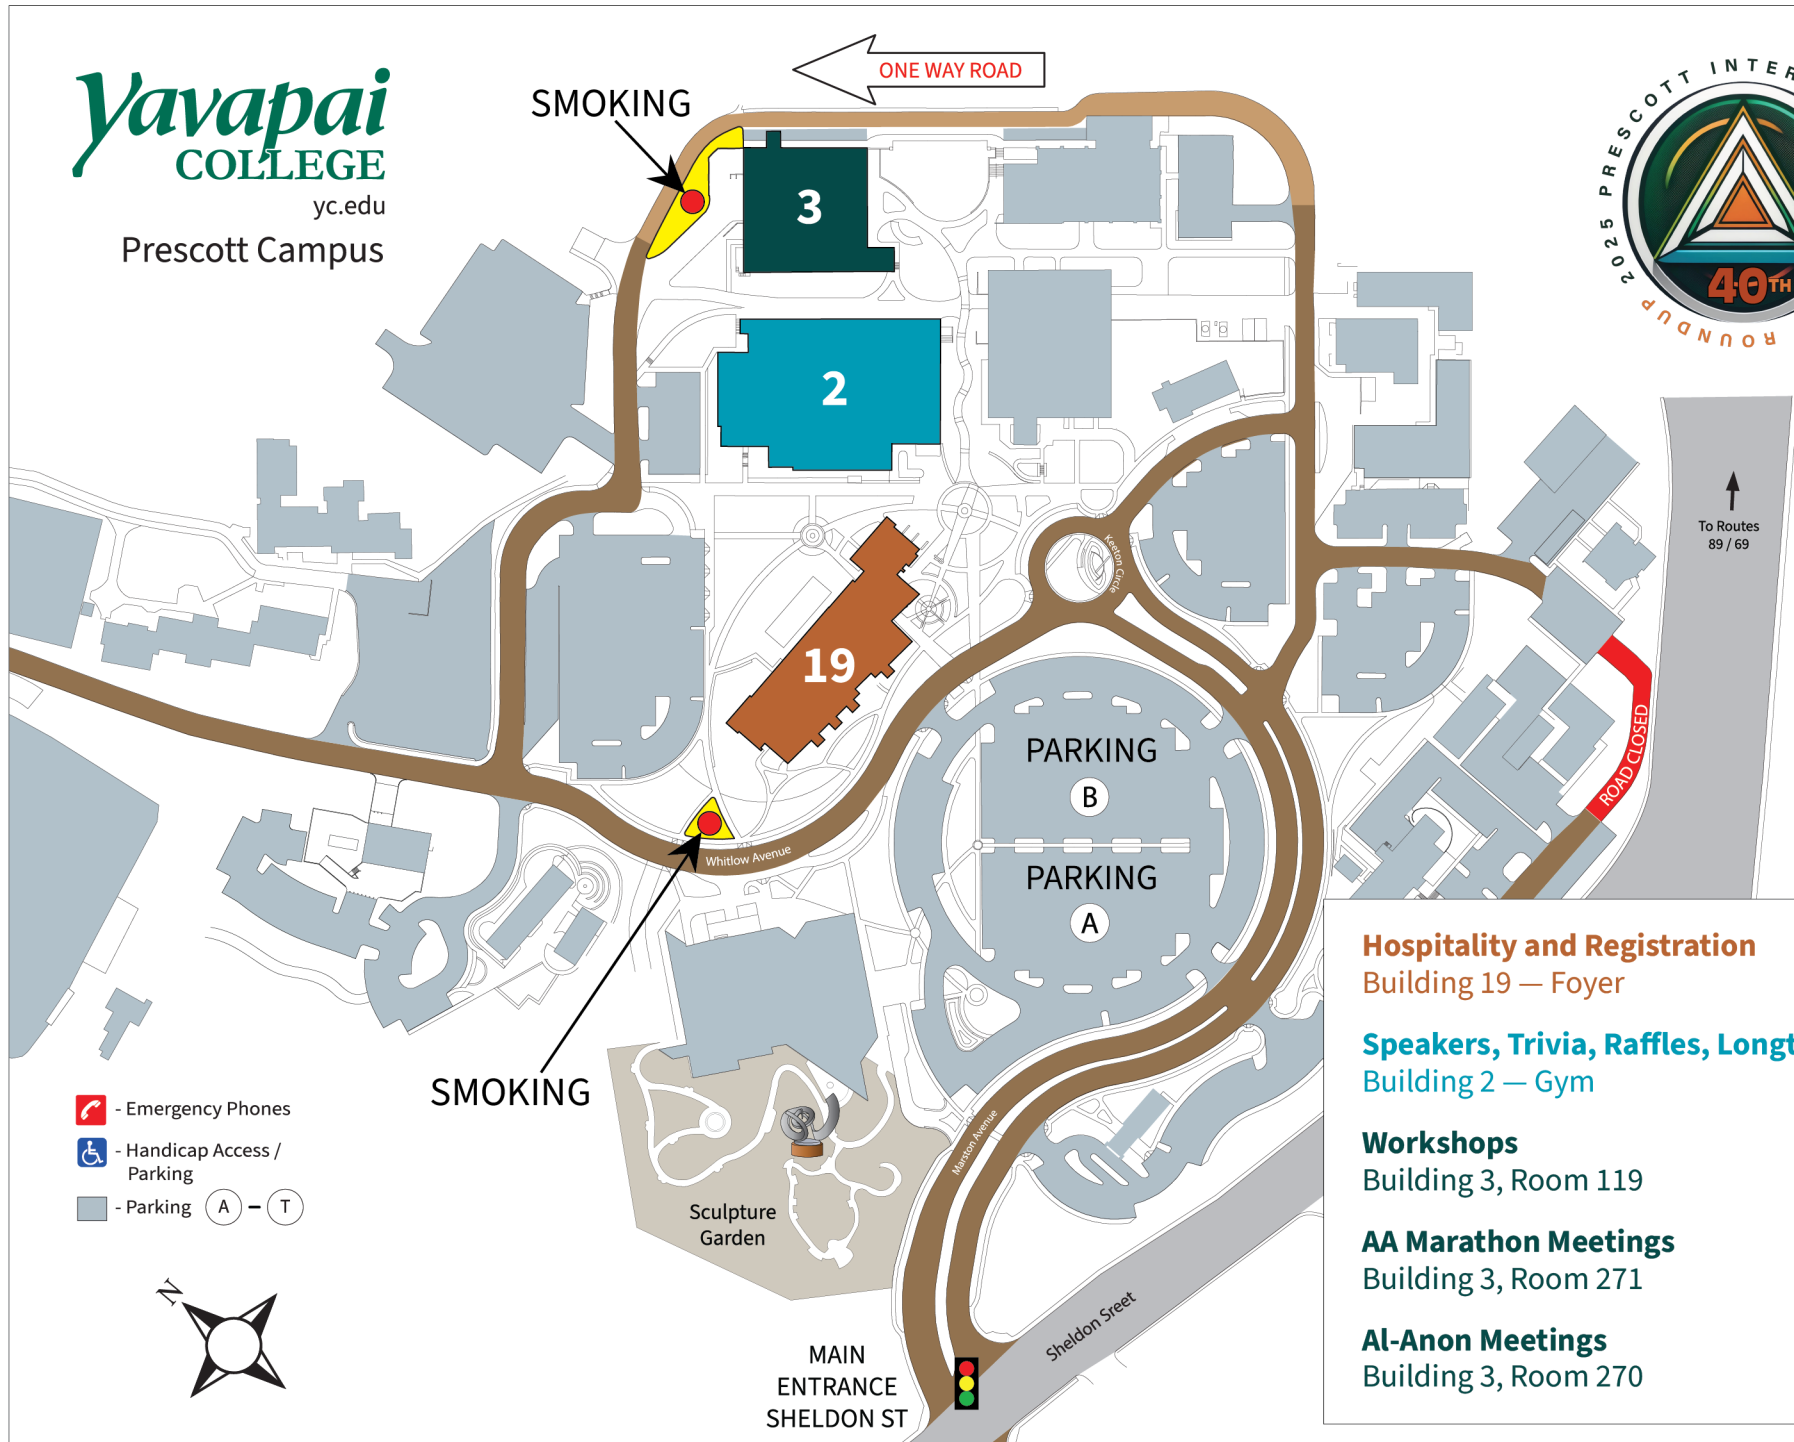 Yavapai
COLLEGE
yc.edu
Prescott Campus
ONE WAY ROAD
SMOKING
2025 PRESCOTT INTER
40TH
ROUNDUP
3
2
19
To Routes
89 / 69
Keeton Circle
ROAD CLOSED
PARKING
B
PARKING
A
Whitlow Avenue
SMOKING
- Emergency Phones
- Handicap Access /
Parking
- Parking A – T
N
Sculpture
Garden
Marston Avenue
Sheldon Sreet
MAIN
ENTRANCE
SHELDON ST
Hospitality and Registration
Building 19 — Foyer
Speakers, Trivia, Raffles, Longt
Building 2 — Gym
Workshops
Building 3, Room 119
AA Marathon Meetings
Building 3, Room 271
Al-Anon Meetings
Building 3, Room 270